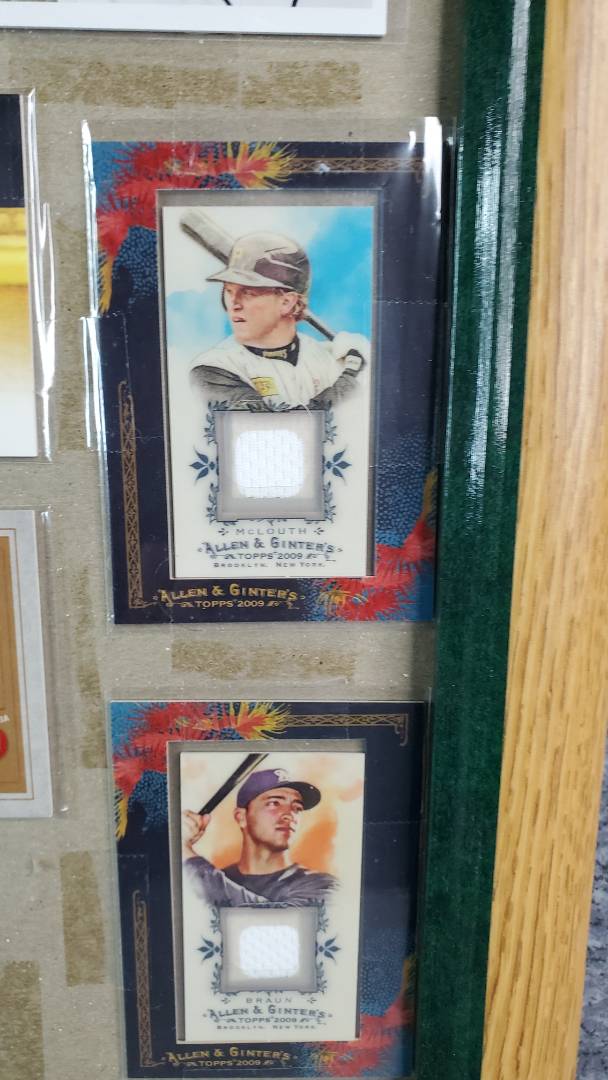 McLOUTH
ALLEN & GINTER'S
TOPPS 2009
BROOKLYN, NEW YORK.
ALLEN & GINTER'S
TOPPS 2009
BRAUN
ALLEN & GINTER'S
TOPPS 2009
BROOKLYN, NEW YORK.
ALLEN & GINTER'S
TOPPS 2009